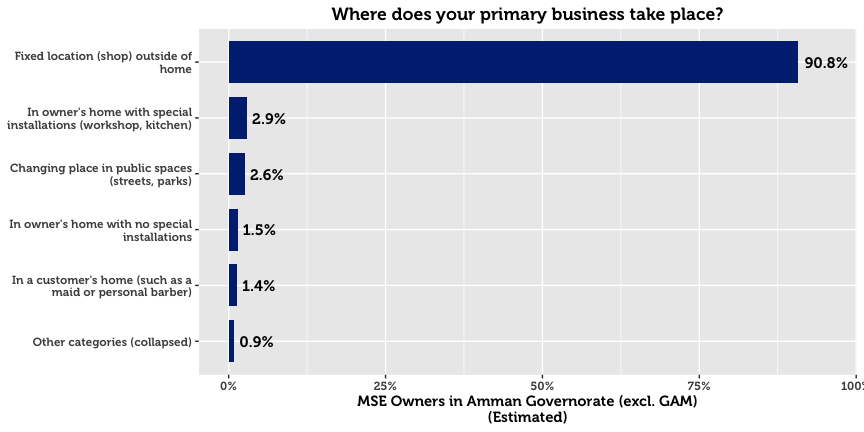 Where does your primary business take place?
Fixed location (shop) outside of
home
90.8%
In owner's home with special
installations (workshop, kitchen)
2.9%
Changing place in public spaces
(streets, parks)
2.6%
In owner's home with no special
installations
1.5%
In a customer's home (such as a
maid or personal barber)
1.4%
Other categories (collapsed)
0.9%
0% 25% 50% 75% 100%
MSE Owners in Amman Governorate (excl. GAM)
(Estimated)